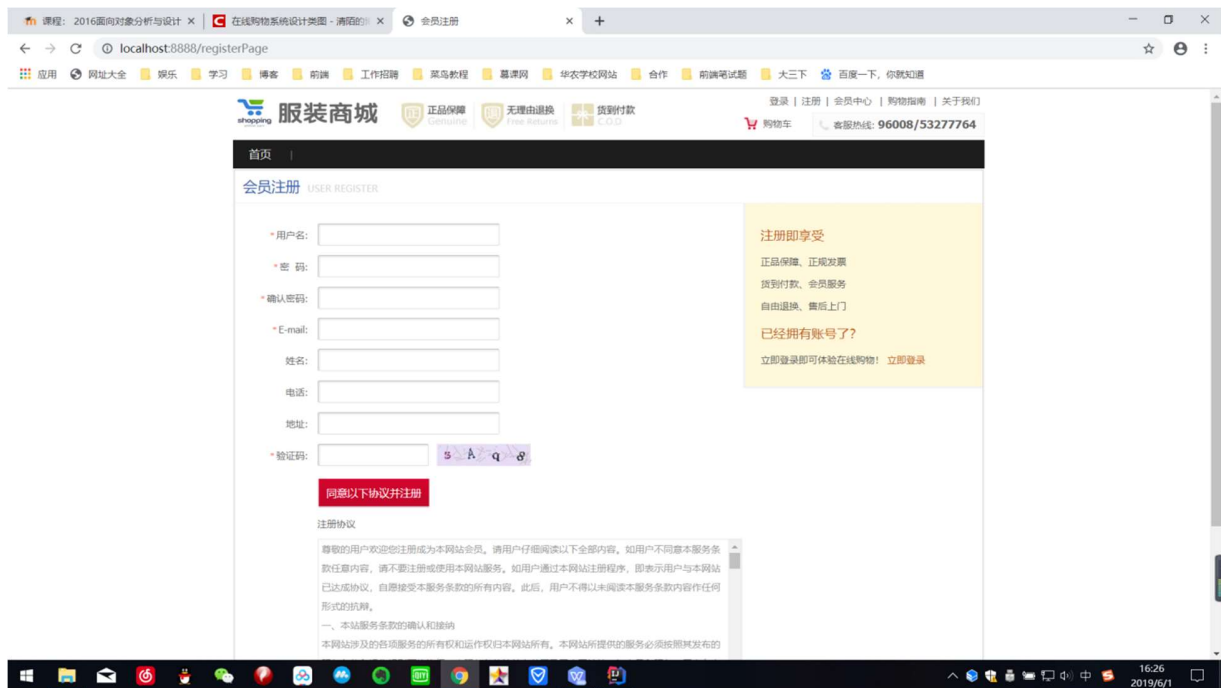 课程: 2016面向对象分析与设计
在线购物系统设计类图 - 清陌的
会员注册
localhost:8888/registerPage
应用 网址大全 娱乐 学习 博客 前端 工作招聘 菜鸟教程 慕课网 华农学校网站 合作 前端笔试题 大三下 百度一下,你就知道
登录 | 注册 | 会员中心 | 购物指南 | 关于我们
shopping 服装商城 正 正品保障 Genuine 无理由退换 Free Returns 货到付款 C.O.D
购物车 客服热线: 96008/53277764
首页 |
会员注册 USER REGISTER
*用户名:
*密 码:
*确认密码:
*E-mail:
姓名:
电话:
地址:
*验证码: s A q 8
同意以下协议并注册
注册协议
尊敬的用户欢迎您注册成为本网站会员。请用户仔细阅读以下全部内容。如用户不同意本服务条
款任意内容,请不要注册或使用本网站服务。如用户通过本网站注册程序,即表示用户与本网站
已达成协议,自愿接受本服务条款的所有内容。此后,用户不得以未阅读本服务条款内容作任何
形式的抗辩。
一、本站服务条款的确认和接纳
本网站涉及的各项服务的所有权和运作权归本网站所有。本网站所提供的服务必须按照其发布的
注册即享受
正品保障、正规发票
货到付款、会员服务
自由退换、售后上门
已经拥有账号了?
立即登录即可体验在线购物! 立即登录
中
16:26
2019/6/1